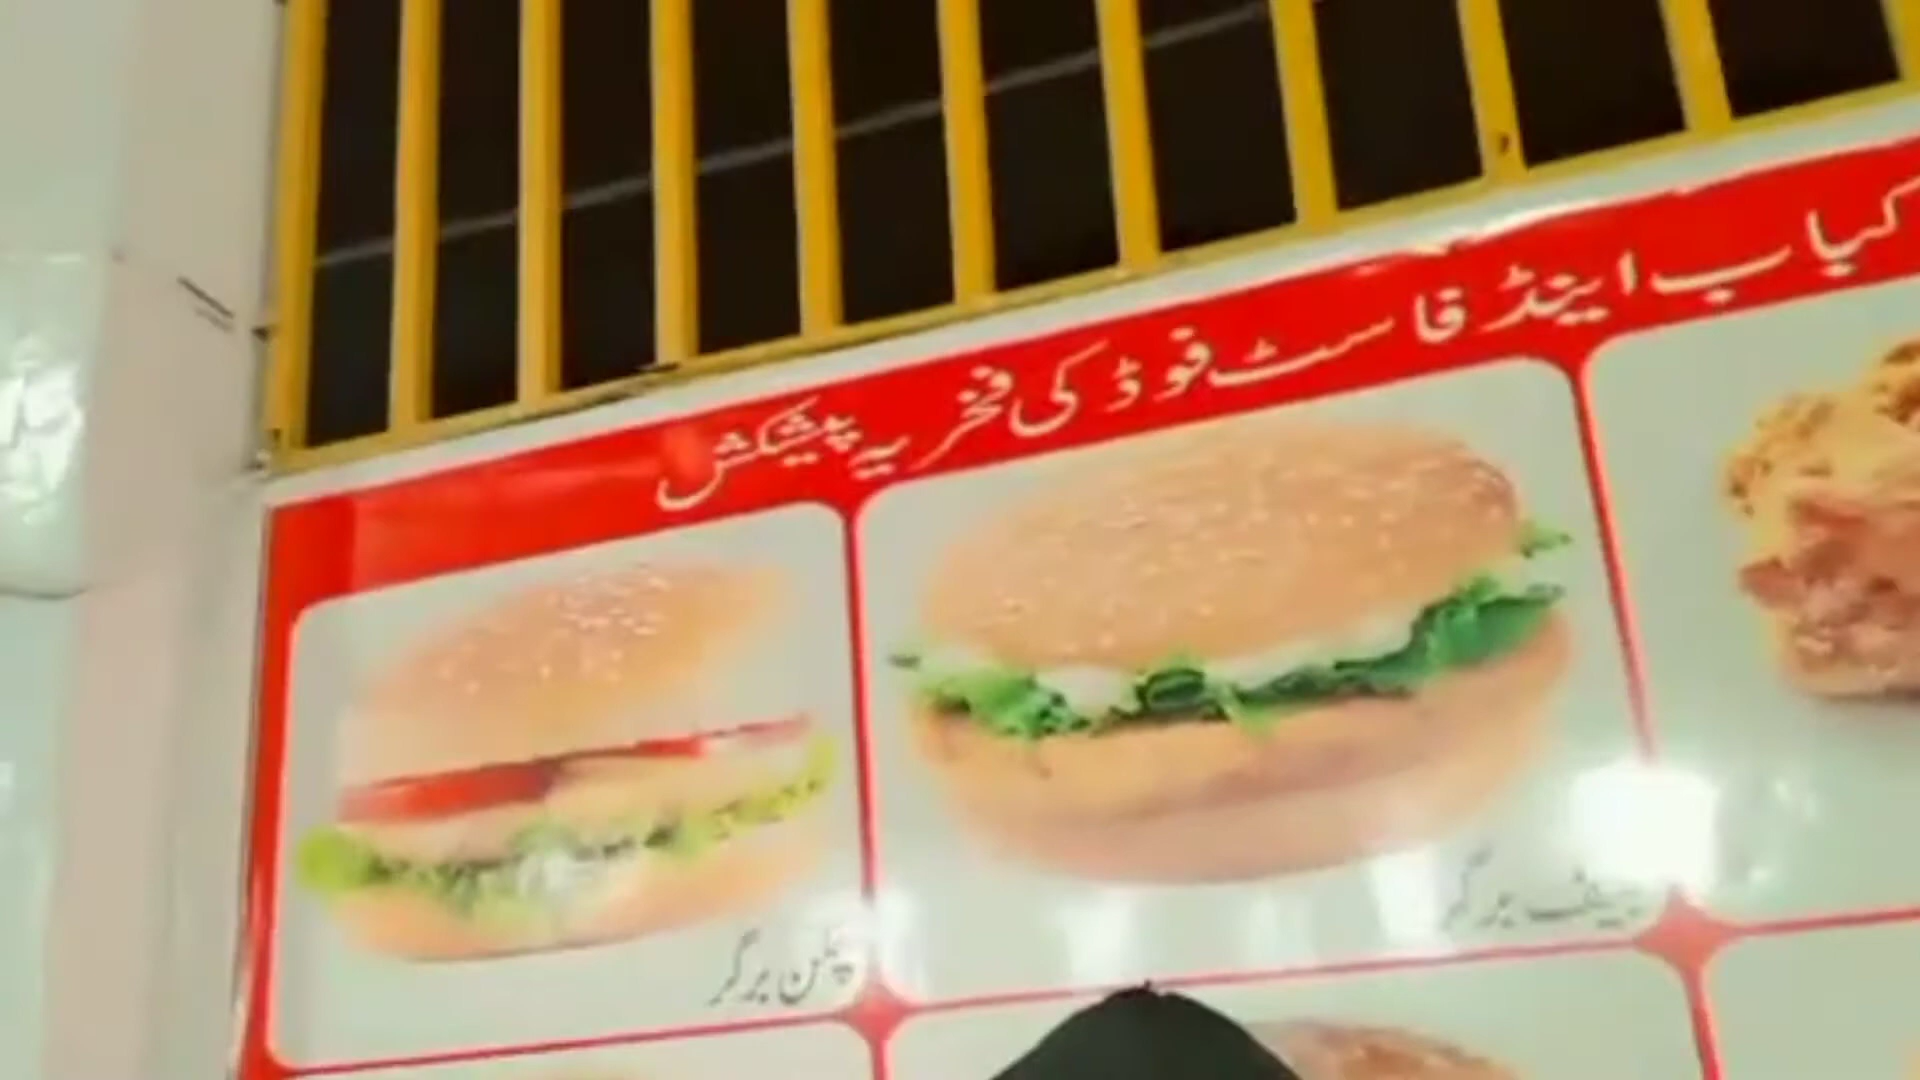 کباب اینڈ فاسٹ فوڈ کی فخریہ پیشکش
بیف برگر
چکن برگر